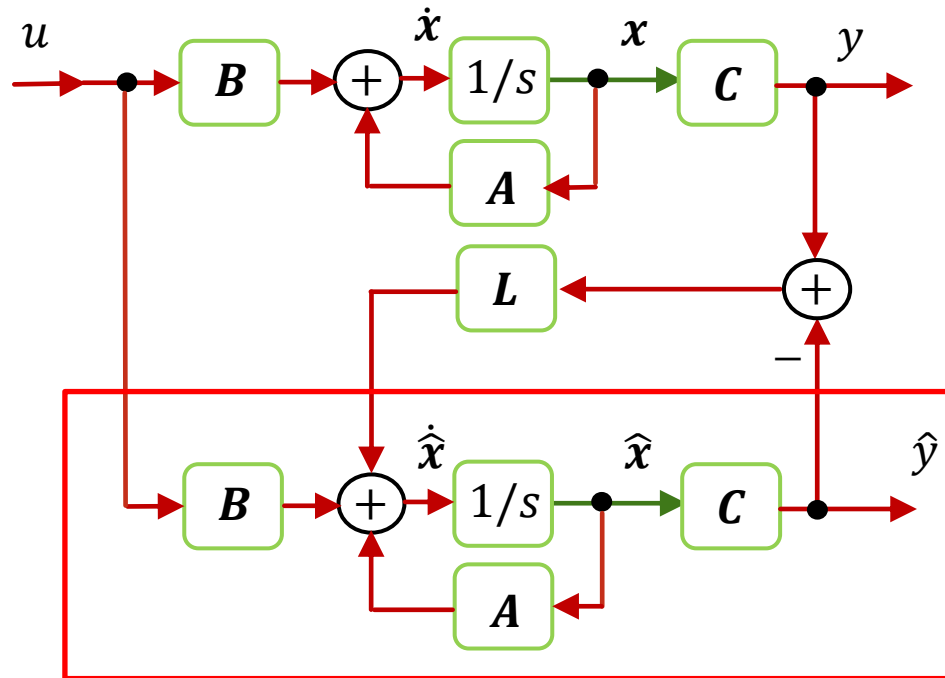 u ẋ x y
B + 1/s C
A
L +
−
x̂̇ x̂ ŷ
B + 1/s C
A